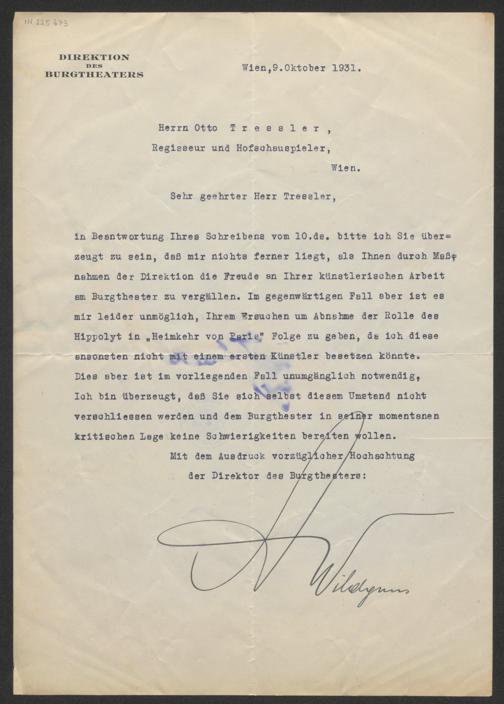 IN 225 673
DIREKTION
DES
BURGTHEATERS
Wien,9.Oktober 1931.
Herrn Otto T r e s s l e r ,
Regisseur und Hofschauspieler,
Wien.
Sehr geehrter Herr Tressler,
in Beantwortung Ihres Schreibens vom 10.ds. bitte ich Sie über=
zeugt zu sein, daß mir nichts ferner liegt, als Ihnen durch Maß=
nahmen der Direktion die Freude an Ihrer künstlerischen Arbeit
am Burgtheater zu vergällen. Im gegenwärtigen Fall aber ist es
mir leider unmöglich, Ihrem Ersuchen um Abnahme der Rolle des
Hippolyt in „Heimkehr von Paris" Folge zu geben, da ich diese
ansonsten nicht mit einem ersten Künstler besetzen könnte.
Dies aber ist im vorliegenden Fall unumgänglich notwendig,
Ich bin überzeugt, daß Sie sich selbst diesem Umstand nicht
verschliessen werden und dem Burgtheater in seiner momentanen
kritischen Lage keine Schwierigkeiten bereiten wollen.
Mit dem Ausdruck vorzüglicher Hochachtung
der Direktor des Burgtheaters:
A Wildgans